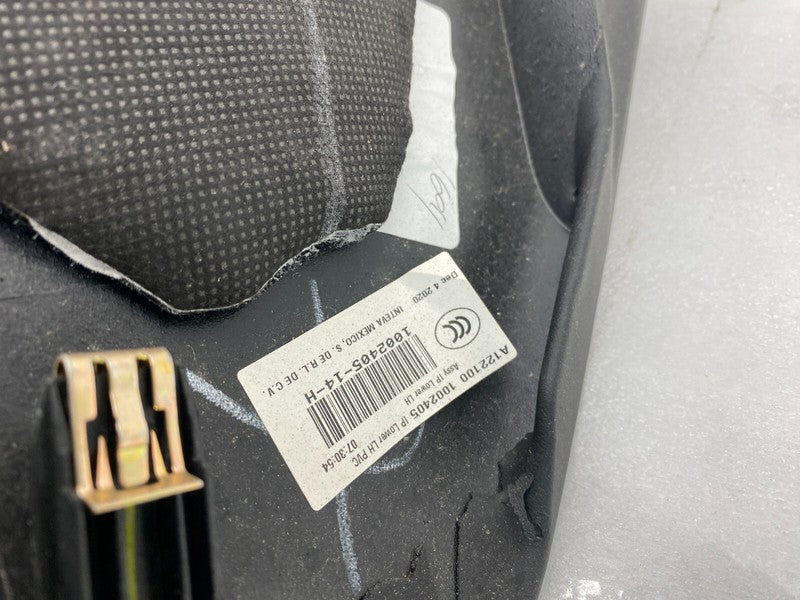 A122100 1002405 IP Lower LH PVC
Assy IP Lower LH
07:30:54
CCC
1002405-14-H
INTEVA MEXICO, S. DE R.L. DE C.V.
Dec 4 2020